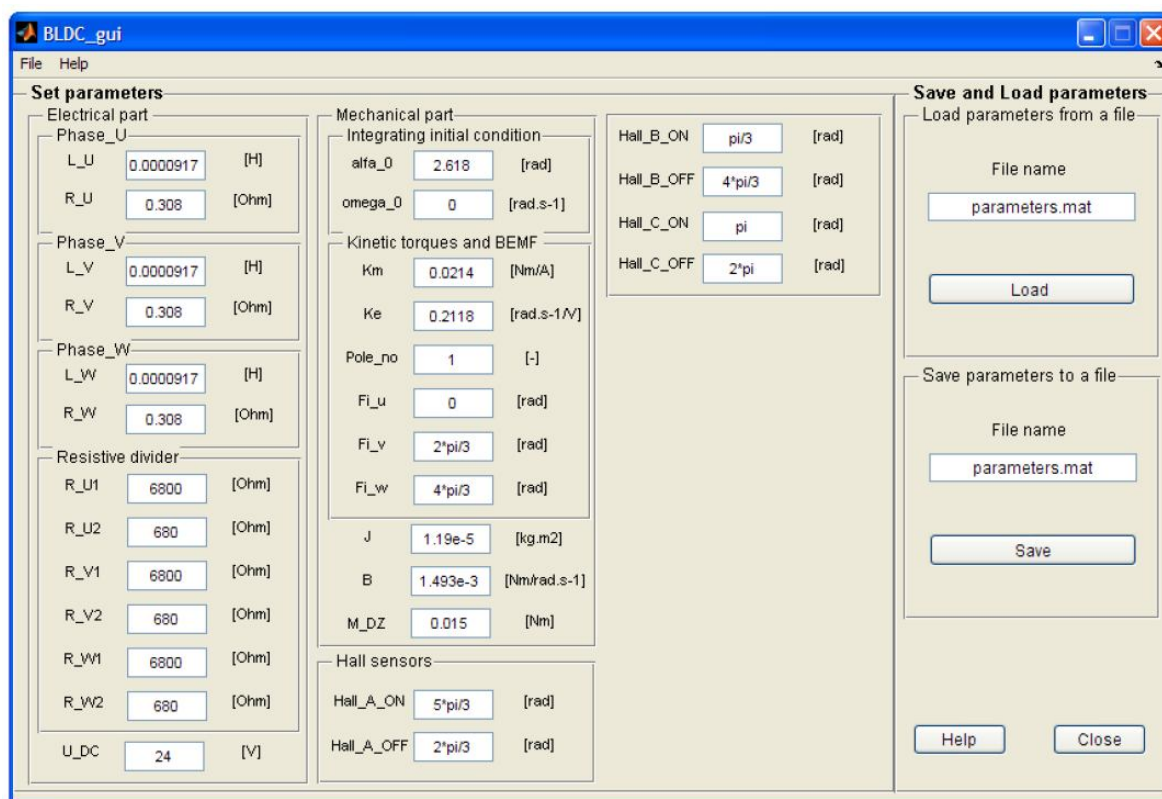 BLDC_gui
File Help
Set parameters
Electrical part
Phase_U
L_U 0.0000917 [H]
R_U 0.308 [Ohm]
Phase_V
L_V 0.0000917 [H]
R_V 0.308 [Ohm]
Phase_W
L_W 0.0000917 [H]
R_W 0.308 [Ohm]
Resistive divider
R_U1 6800 [Ohm]
R_U2 680 [Ohm]
R_V1 6800 [Ohm]
R_V2 680 [Ohm]
R_W1 6800 [Ohm]
R_W2 680 [Ohm]
U_DC 24 [V]
Mechanical part
Integrating initial condition
alfa_0 2.618 [rad]
omega_0 0 [rad.s-1]
Kinetic torques and BEMF
Km 0.0214 [Nm/A]
Ke 0.2118 [rad.s-1/V]
Pole_no 1 [-]
Fi_u 0 [rad]
Fi_v 2*pi/3 [rad]
Fi_w 4*pi/3 [rad]
J 1.19e-5 [kg.m2]
B 1.493e-3 [Nm/rad.s-1]
M_DZ 0.015 [Nm]
Hall sensors
Hall_A_ON 5*pi/3 [rad]
Hall_A_OFF 2*pi/3 [rad]
Hall_B_ON pi/3 [rad]
Hall_B_OFF 4*pi/3 [rad]
Hall_C_ON pi [rad]
Hall_C_OFF 2*pi [rad]
Save and Load parameters
Load parameters from a file
File name
parameters.mat
Load
Save parameters to a file
File name
parameters.mat
Save
Help Close